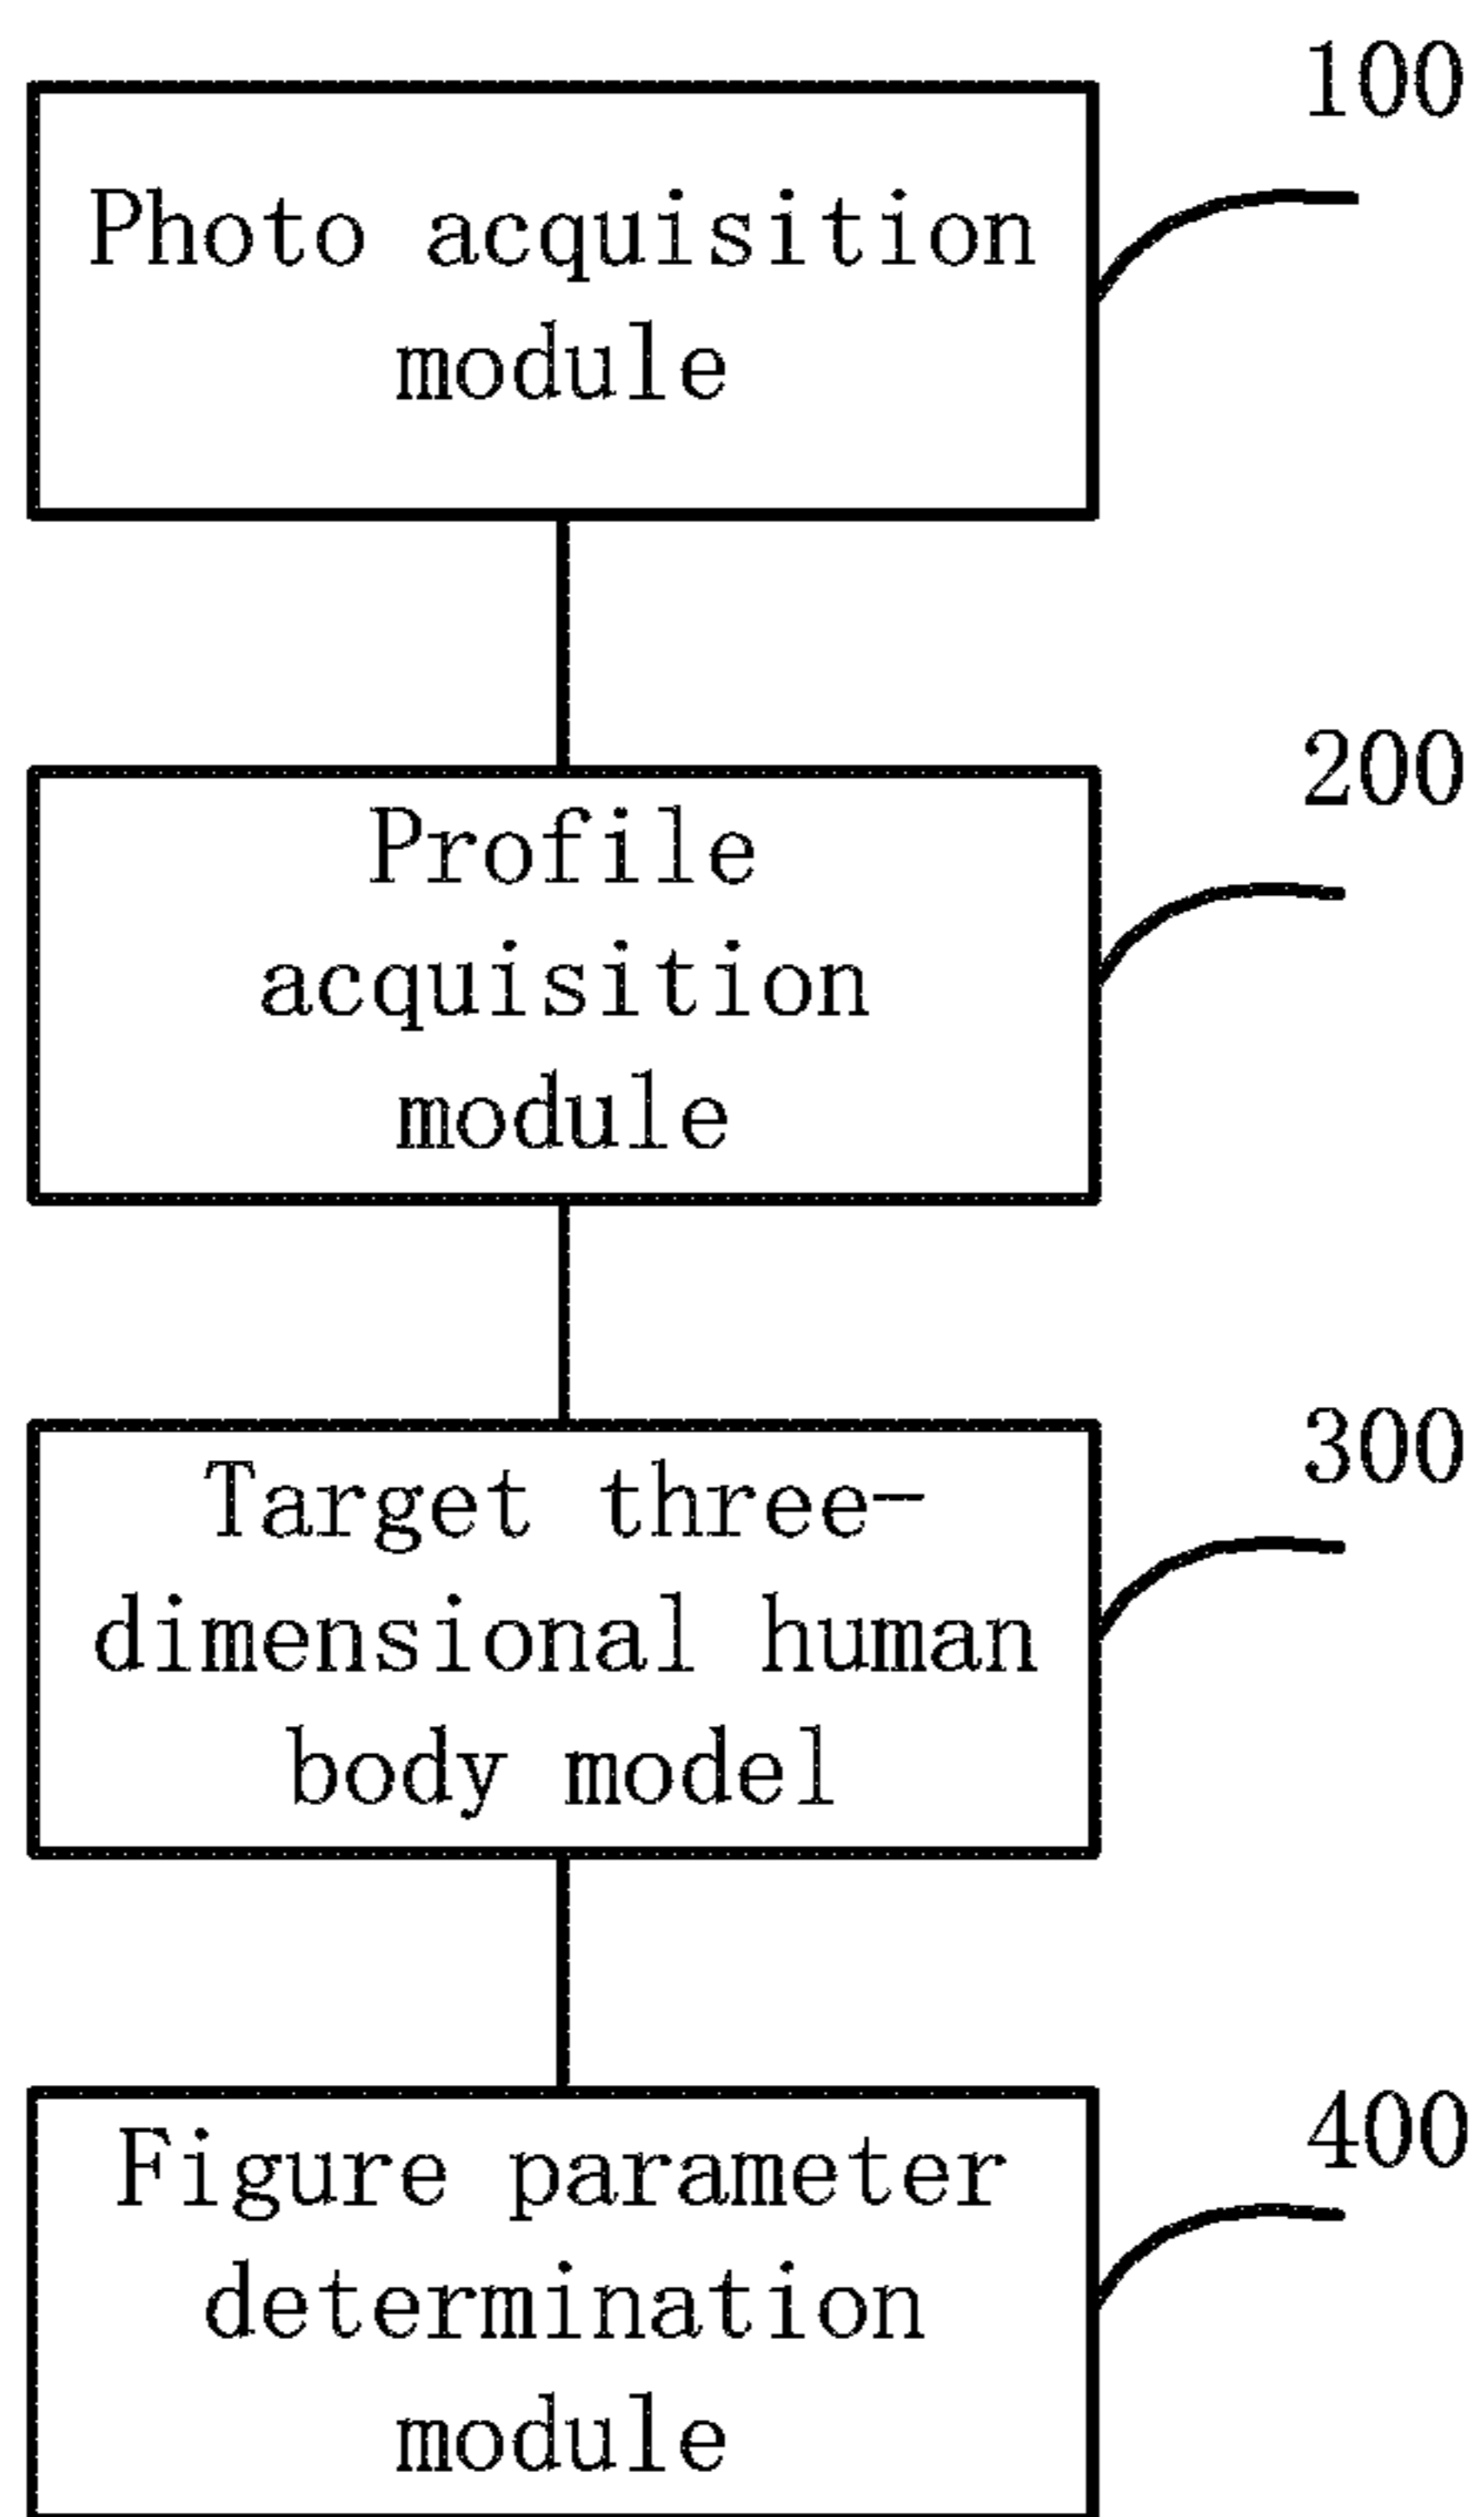 100
Photo acquisition
module
200
Profile
acquisition
module
300
Target three-
dimensional human
body model
400
Figure parameter
determination
module